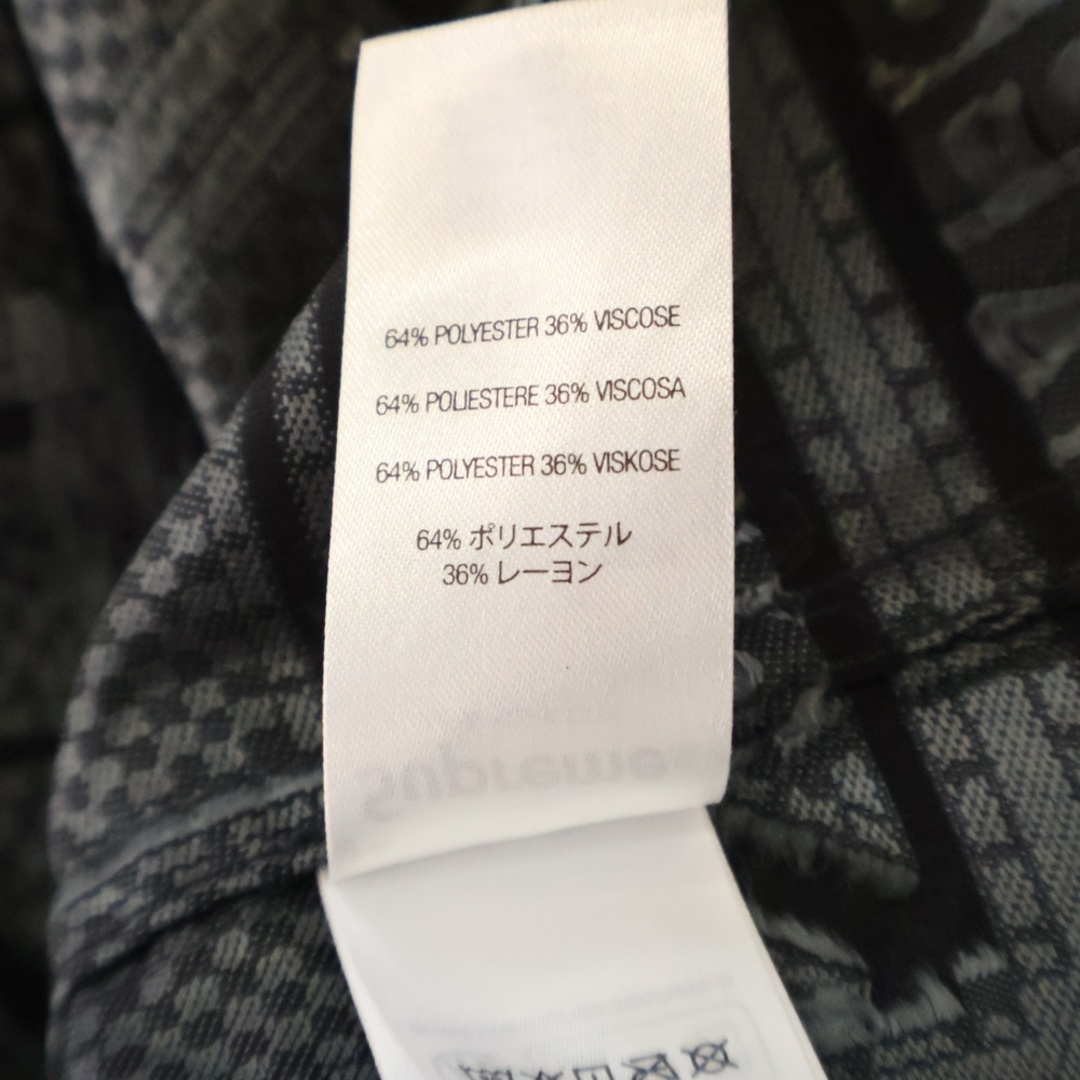 64% POLYESTER 36% VISCOSE
64% POLIESTERE 36% VISCOSA
64% POLYESTER 36% VISKOSE
64% ポリエステル
36% レーヨン
Supreme